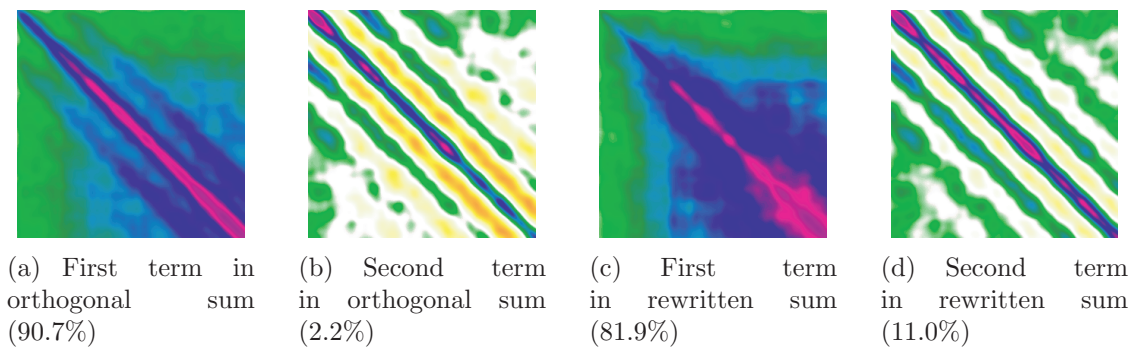 (a) First term in
orthogonal sum
(90.7%)
(b) Second term
in orthogonal sum
(2.2%)
(c) First term
in rewritten sum
(81.9%)
(d) Second term
in rewritten sum
(11.0%)